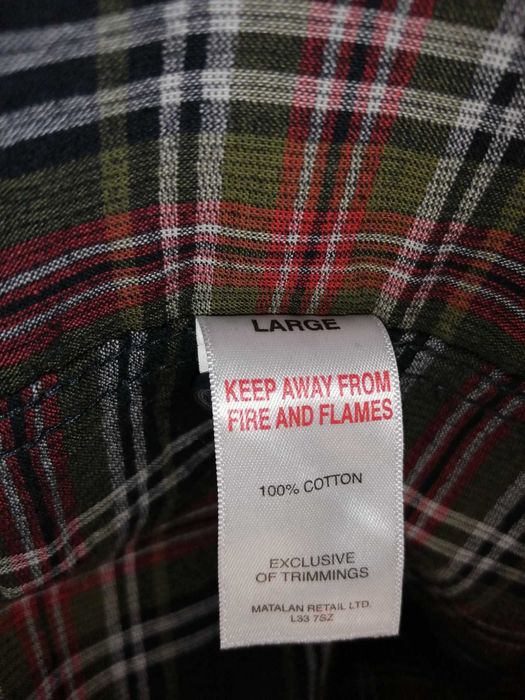 LARGE
KEEP AWAY FROM
FIRE AND FLAMES
100% COTTON
EXCLUSIVE
OF TRIMMINGS
MATALAN RETAIL LTD.
L33 7SZ